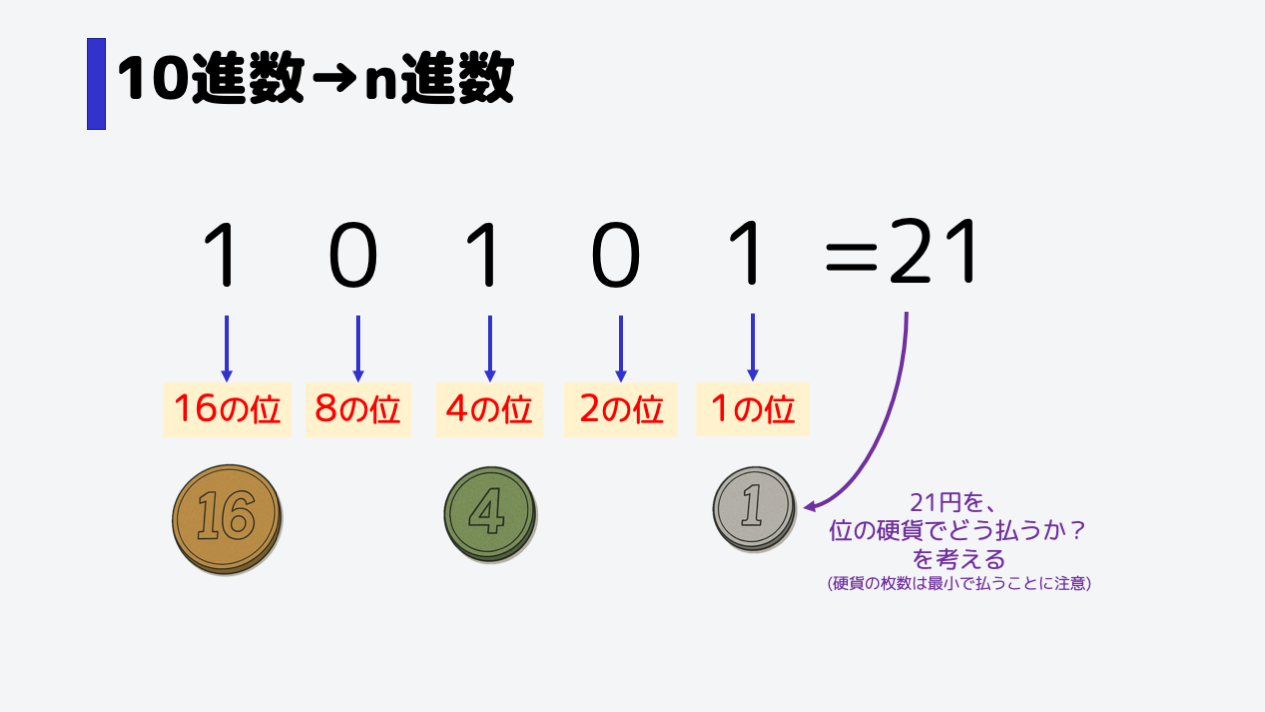 10進数→n進数
1 0 1 0 1 =21
16の位 8の位 4の位 2の位 1の位
16 4 1
21円を、
位の硬貨でどう払うか？
を考える
(硬貨の枚数は最小で払うことに注意)